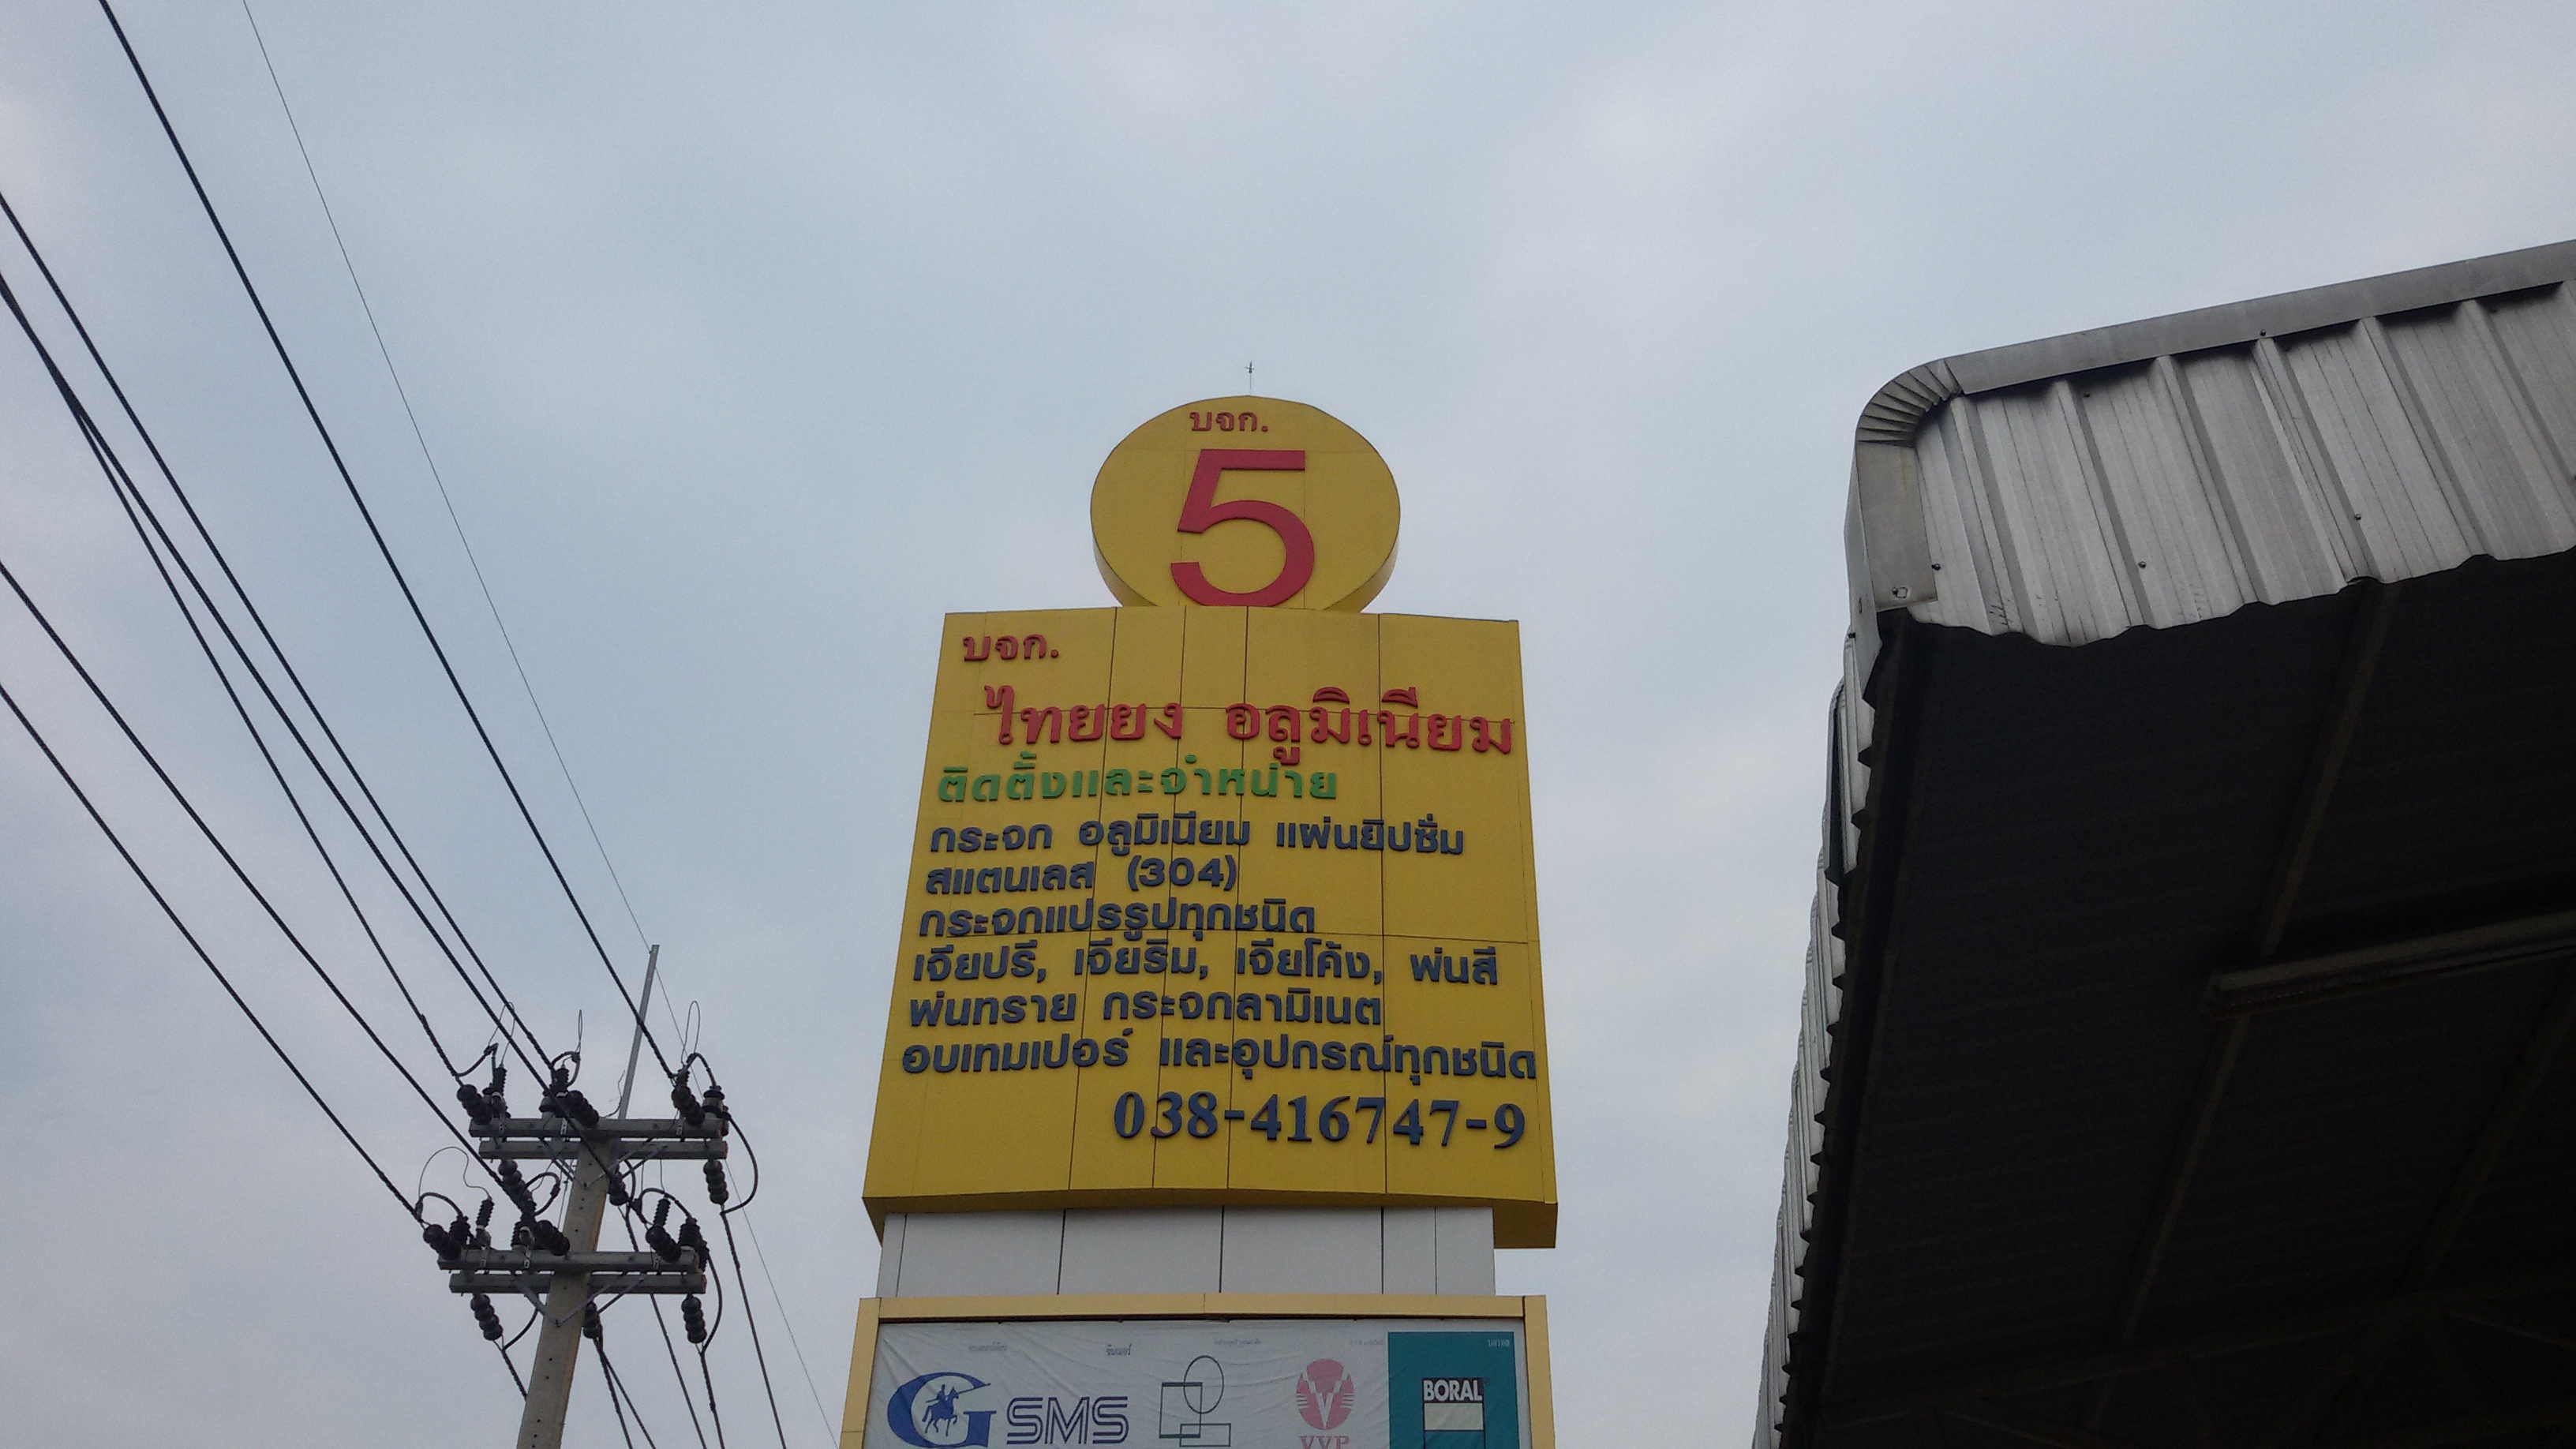 บจก.
5
บจก.
ไทยยง อลูมิเนียม
ติดตั้งและจำหน่าย
กระจก อลูมิเนียม แผ่นยิปซั่ม
สแตนเลส (304)
กระจกแปรรูปทุกชนิด
เจียปรี, เจียริม, เจียโค้ง, พ่นสี
พ่นทราย กระจกลามิเนต
อบเทมเปอร์ และอุปกรณ์ทุกชนิด
038-416747-9
G SMS
VVP
BORAL